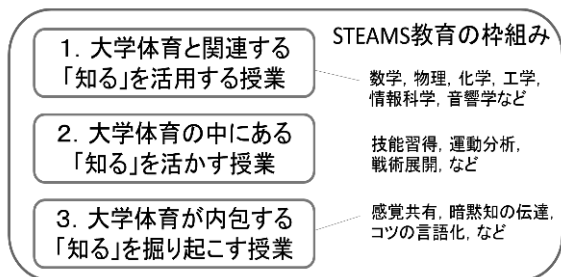 STEAMS教育の枠組み
1．大学体育と関連する
「知る」を活用する授業
数学，物理，化学，工学，
情報科学，音響学など
2．大学体育の中にある
「知る」を活かす授業
技能習得，運動分析，
戦術展開，など
3．大学体育が内包する
「知る」を掘り起こす授業
感覚共有，暗黙知の伝達，
コツの言語化，など